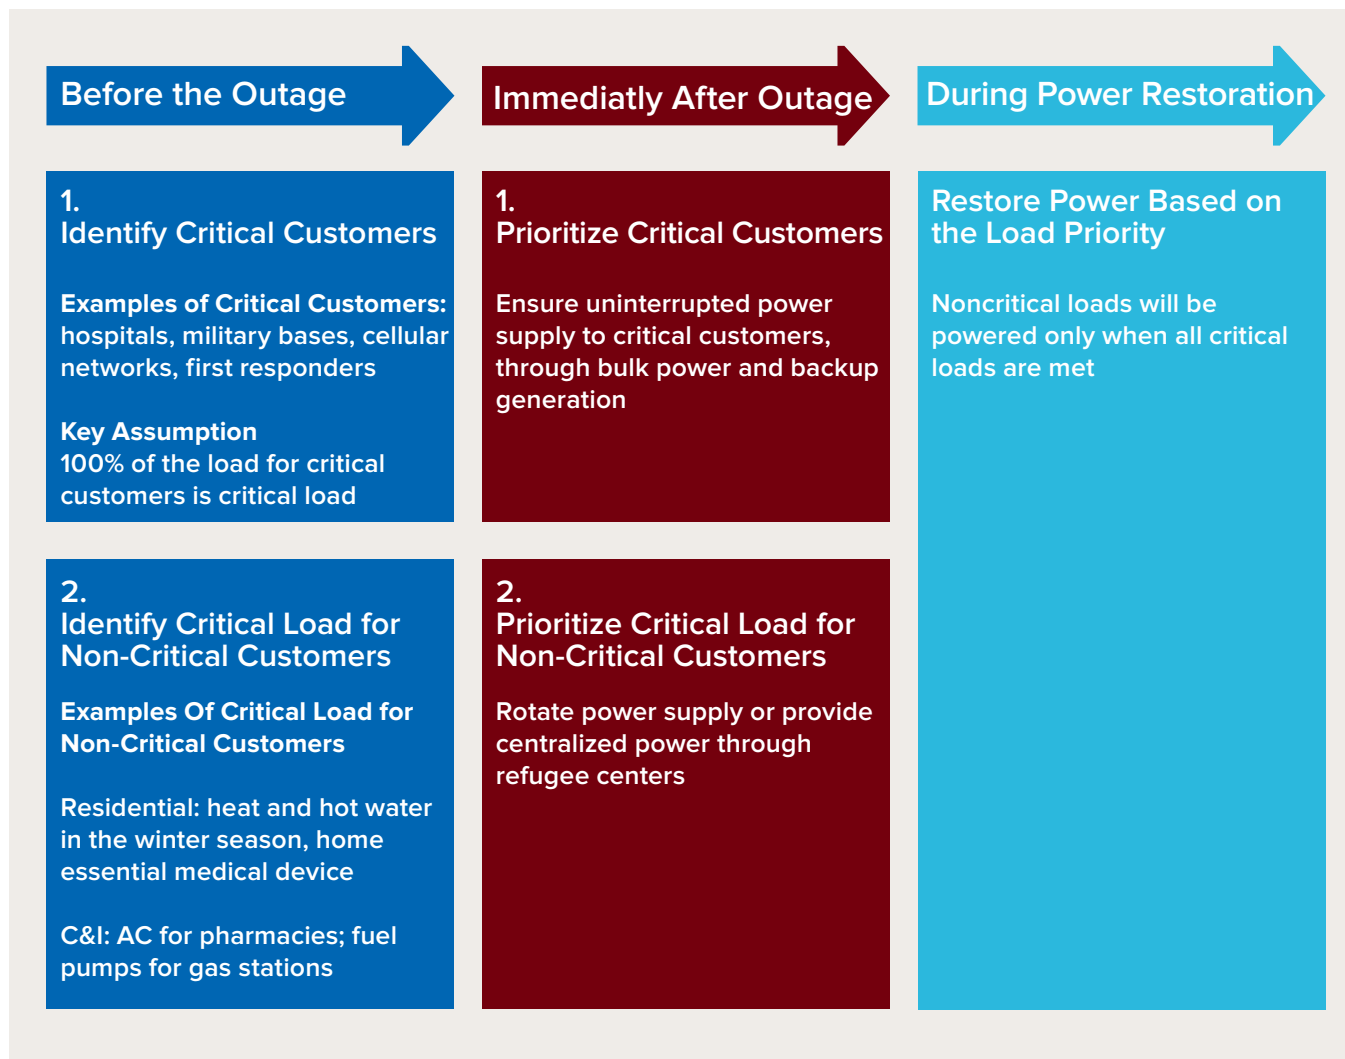 Before the Outage
Immediatly After Outage
During Power Restoration
1.
Identify Critical Customers
Examples of Critical Customers:
hospitals, military bases, cellular
networks, first responders
Key Assumption
100% of the load for critical
customers is critical load
2.
Identify Critical Load for
Non-Critical Customers
Examples Of Critical Load for
Non-Critical Customers
Residential: heat and hot water
in the winter season, home
essential medical device
C&I: AC for pharmacies; fuel
pumps for gas stations
1.
Prioritize Critical Customers
Ensure uninterrupted power
supply to critical customers,
through bulk power and backup
generation
2.
Prioritize Critical Load for
Non-Critical Customers
Rotate power supply or provide
centralized power through
refugee centers
Restore Power Based on
the Load Priority
Noncritical loads will be
powered only when all critical
loads are met